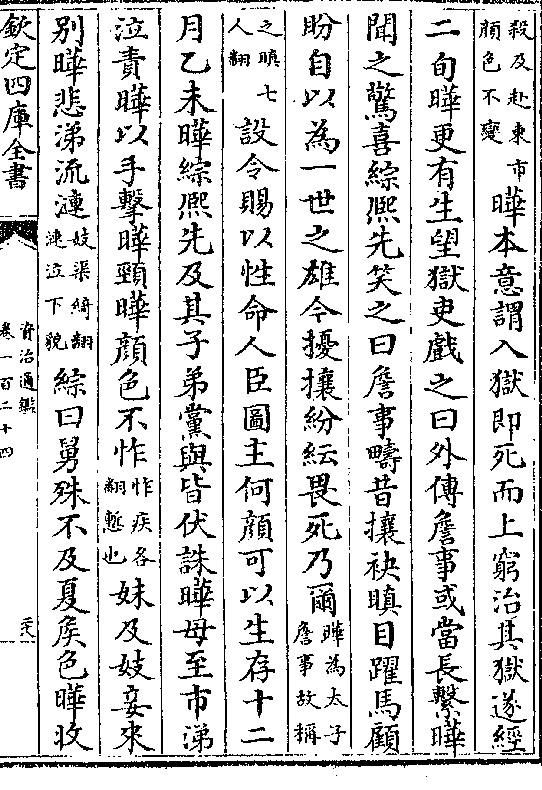 殺及赴東市
顔色不變
曄本意謂入獄即死而上窮治其獄遂經
二旬曄更有生望獄吏戲之曰外傳詹事或當長繫曄
聞之驚喜綜熙先笑之曰詹事疇昔攘袂瞋目躍馬顧
盼自以為一世之雄今擾攘紛紜畏死乃爾
曄為太子
詹事故稱
之瞋七
人翻
設令賜以性命人臣圖主何顔可以生存十二
月乙未曄綜熙先及其子弟黨與皆伏誅曄母至市涕
泣責曄以手擊曄頸曄顔色不怍
怍疾各
翻慙也
妹及妓妾來
別曄悲涕流漣
妓渠綺翻
漣泣下貌
綜曰舅殊不及夏侯色曄收
欽定四庫全書
資治通鑑
卷一百二十四